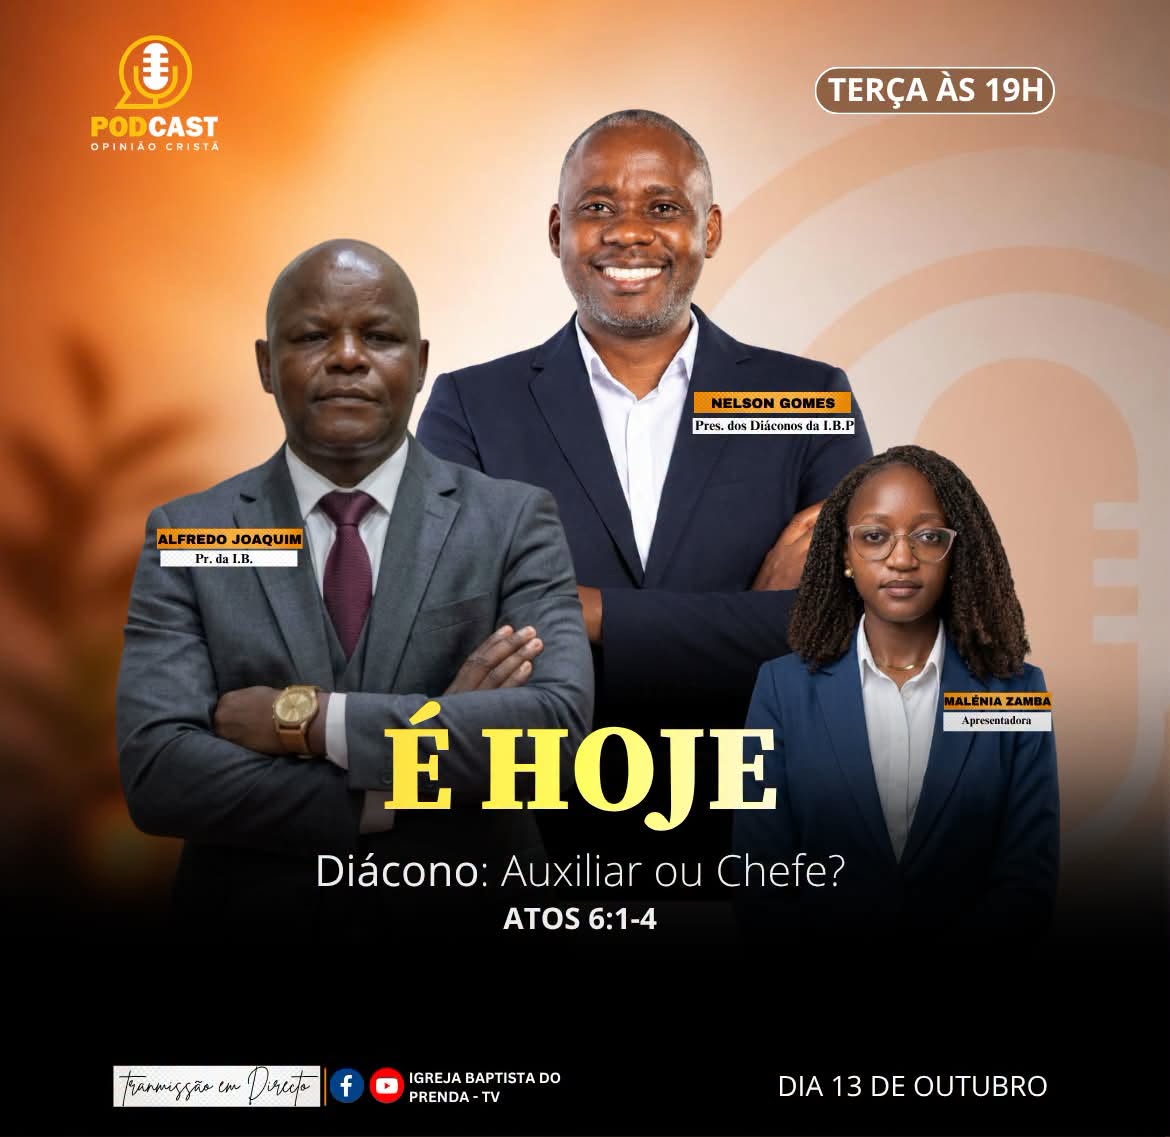 PODCAST
OPINIÃO CRISTÃ
TERÇA ÀS 19H
NELSON GOMES
Pres. dos Diáconos da I.B.P
ALFREDO JOAQUIM
Pr. da I.B.
MALÉNIA ZAMBA
Apresentadora
É HOJE
Diácono: Auxiliar ou Chefe?
ATOS 6:1-4
tranmissão em Directo
IGREJA BAPTISTA DO
PRENDA - TV
DIA 13 DE OUTUBRO